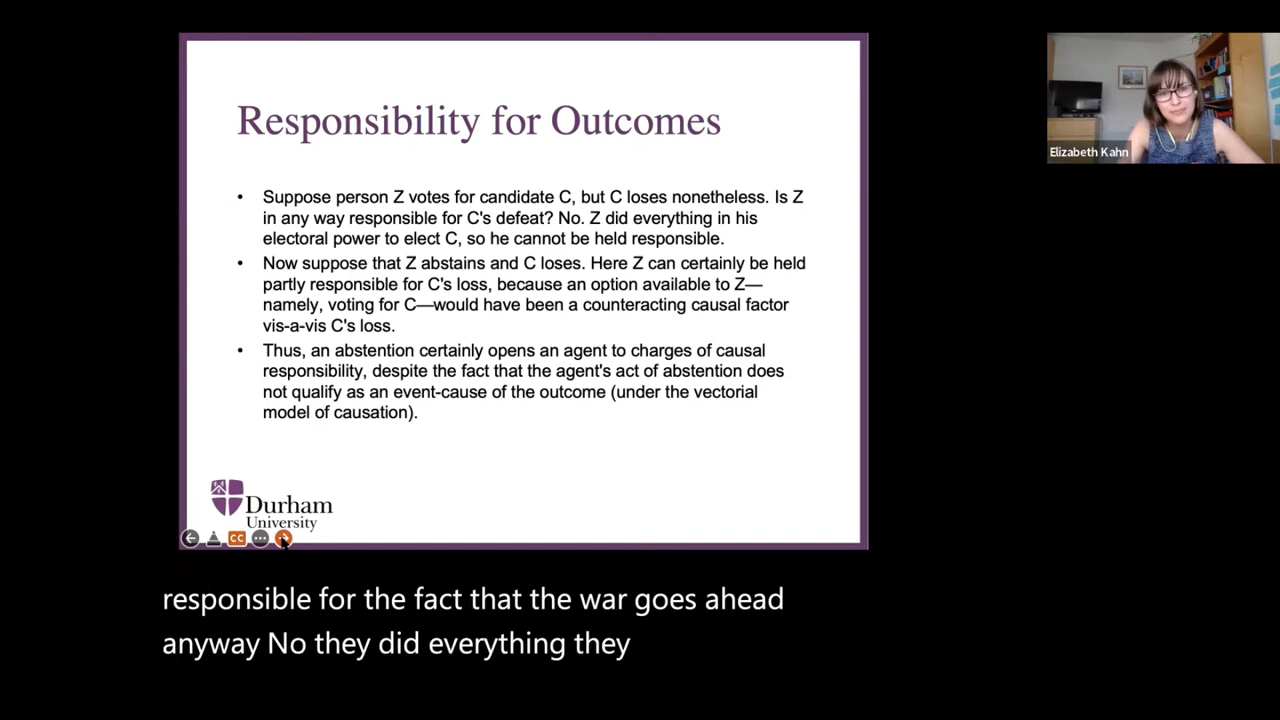 Responsibility for Outcomes
• Suppose person Z votes for candidate C, but C loses nonetheless. Is Z
in any way responsible for C's defeat? No. Z did everything in his
electoral power to elect C, so he cannot be held responsible.
• Now suppose that Z abstains and C loses. Here Z can certainly be held
partly responsible for C's loss, because an option available to Z—
namely, voting for C—would have been a counteracting causal factor
vis-a-vis C's loss.
• Thus, an abstention certainly opens an agent to charges of causal
responsibility, despite the fact that the agent's act of abstention does
not qualify as an event-cause of the outcome (under the vectorial
model of causation).
Durham
University
CC
Elizabeth Kahn
responsible for the fact that the war goes ahead
anyway No they did everything they